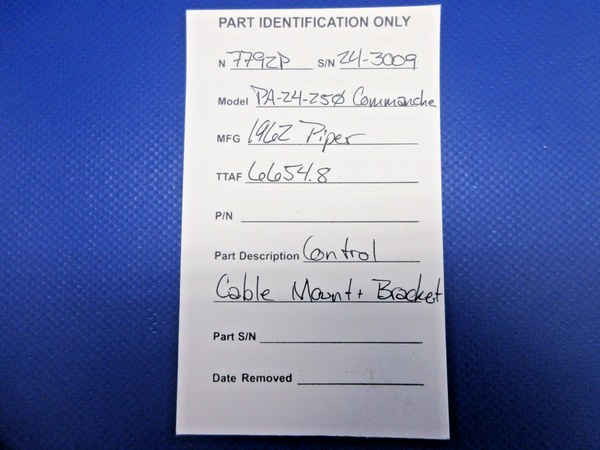 PART IDENTIFICATION ONLY
N 7792P S/N 24-3009
Model PA-24-250 Commanche
MFG 1962 Piper
TTAF 6654.8
P/N
Part Description Control
Cable Mount + Bracket
Part S/N
Date Removed